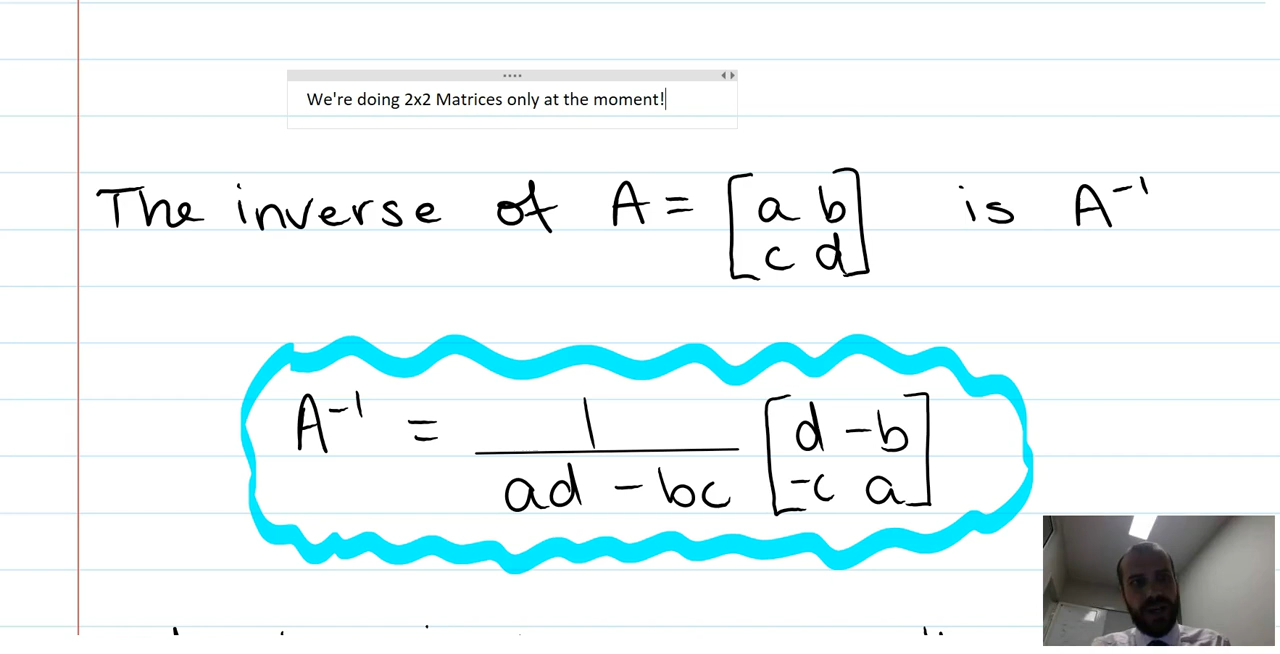 We're doing 2x2 Matrices only at the moment!
The inverse of A = [a b is A⁻¹
c d]
A⁻¹ = 1 [d -b
ad - bc -c a]